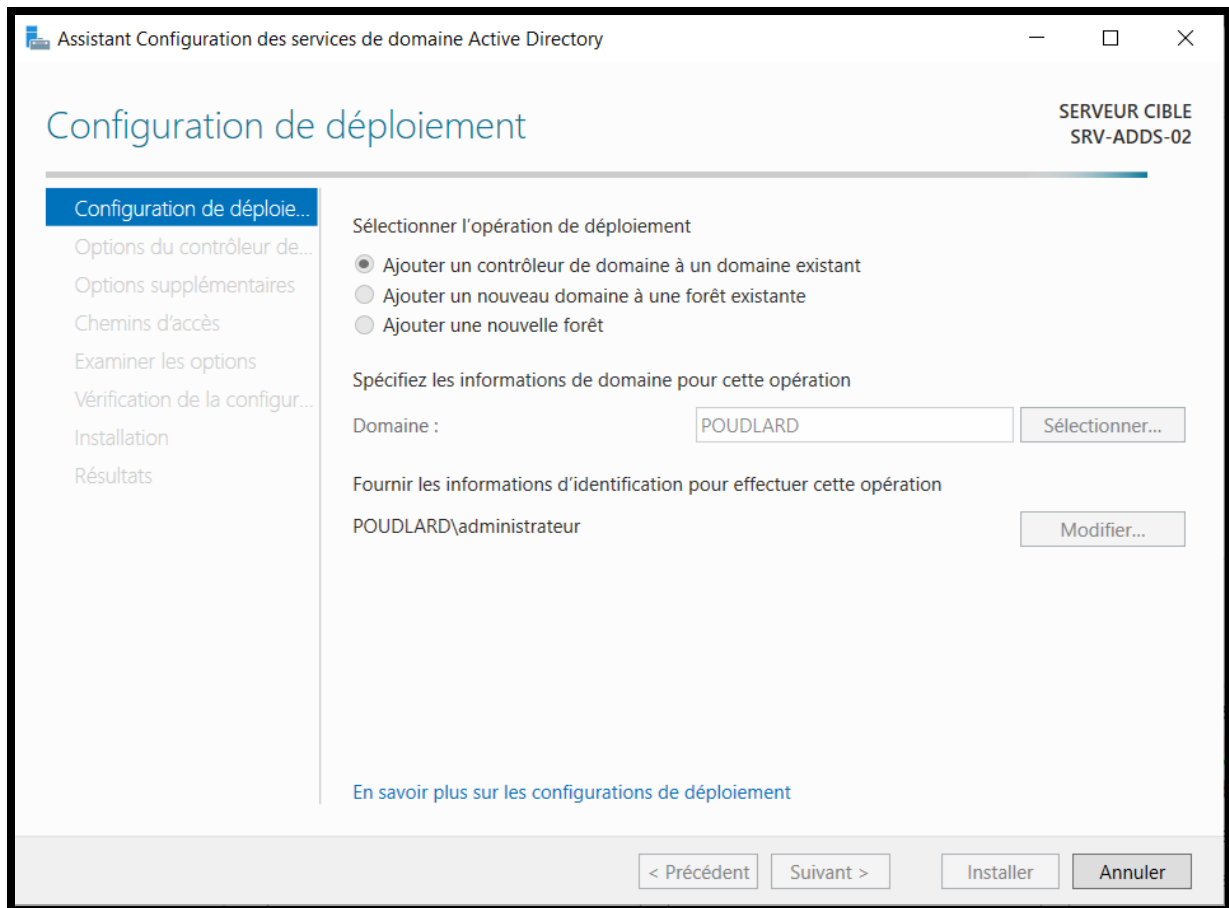 Assistant Configuration des services de domaine Active Directory
Configuration de déploiement
SERVEUR CIBLE
SRV-ADDS-02
Configuration de déploie...
Options du contrôleur de...
Options supplémentaires
Chemins d'accès
Examiner les options
Vérification de la configur...
Installation
Résultats
Sélectionner l'opération de déploiement
Ajouter un contrôleur de domaine à un domaine existant
Ajouter un nouveau domaine à une forêt existante
Ajouter une nouvelle forêt
Spécifiez les informations de domaine pour cette opération
Domaine : POUDLARD Sélectionner...
Fournir les informations d'identification pour effectuer cette opération
POUDLARD\administrateur Modifier...
En savoir plus sur les configurations de déploiement
< Précédent Suivant > Installer Annuler